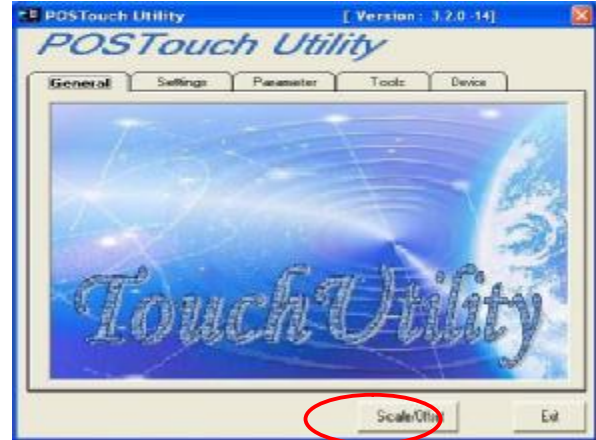 POSTouch Utility [ Version : 3.2.0 -14]
POSTouch Utility
General Settings Parameter Tools Device
TouchUtility
Scale/Offset Exit